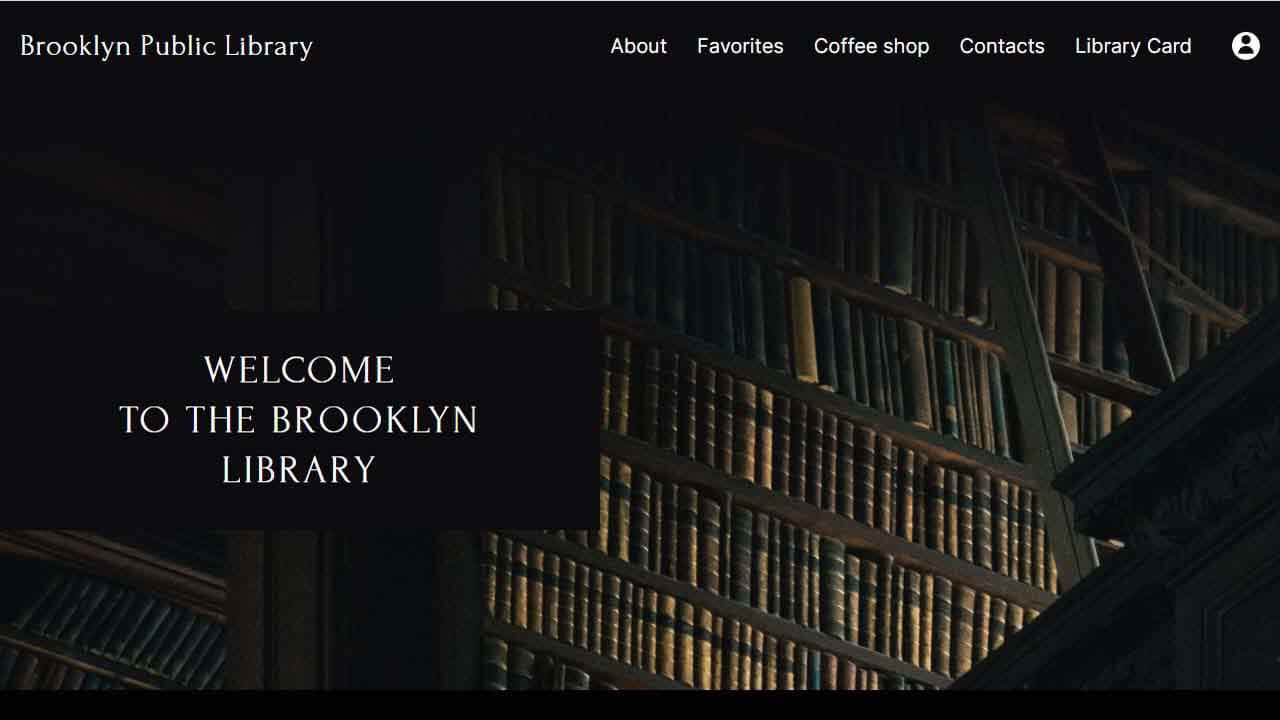 Brooklyn Public Library
About Favorites Coffee shop Contacts Library Card
WELCOME
TO THE BROOKLYN
LIBRARY